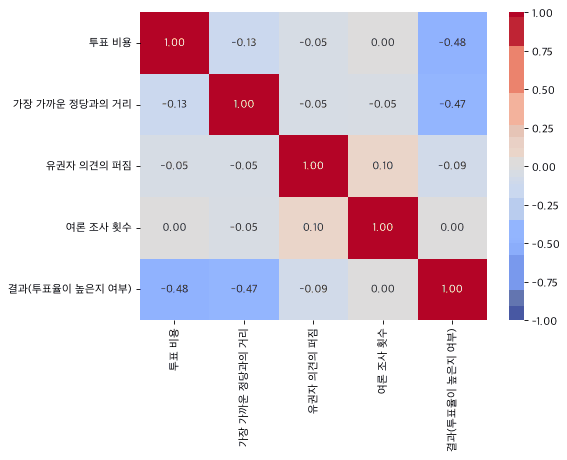 투표 비용
1.00 -0.13 -0.05 0.00 -0.48
가장 가까운 정당과의 거리
-0.13 1.00 -0.05 -0.05 -0.47
유권자 의견의 퍼짐
-0.05 -0.05 1.00 0.10 -0.09
여론 조사 횟수
0.00 -0.05 0.10 1.00 0.00
결과(투표율이 높은지 여부)
-0.48 -0.47 -0.09 0.00 1.00
투표 비용
가장 가까운 정당과의 거리
유권자 의견의 퍼짐
여론 조사 횟수
결과(투표율이 높은지 여부)
1.00
0.75
0.50
0.25
0.00
-0.25
-0.50
-0.75
-1.00